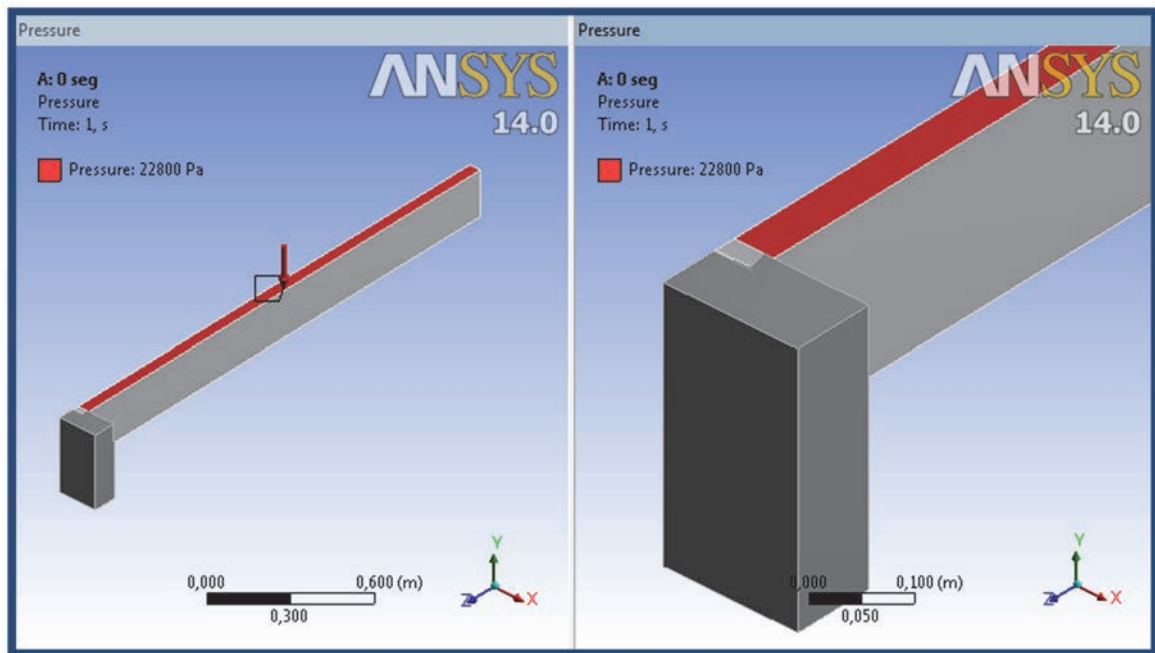 Pressure
A: 0 seg
Pressure
Time: 1, s
Pressure: 22800 Pa
ANSYS
14.0
0,000
0,600 (m)
0,300
Y
Z
X
Pressure
A: 0 seg
Pressure
Time: 1, s
Pressure: 22800 Pa
ANSYS
14.0
0,000
0,100 (m)
0,050
Y
Z
X